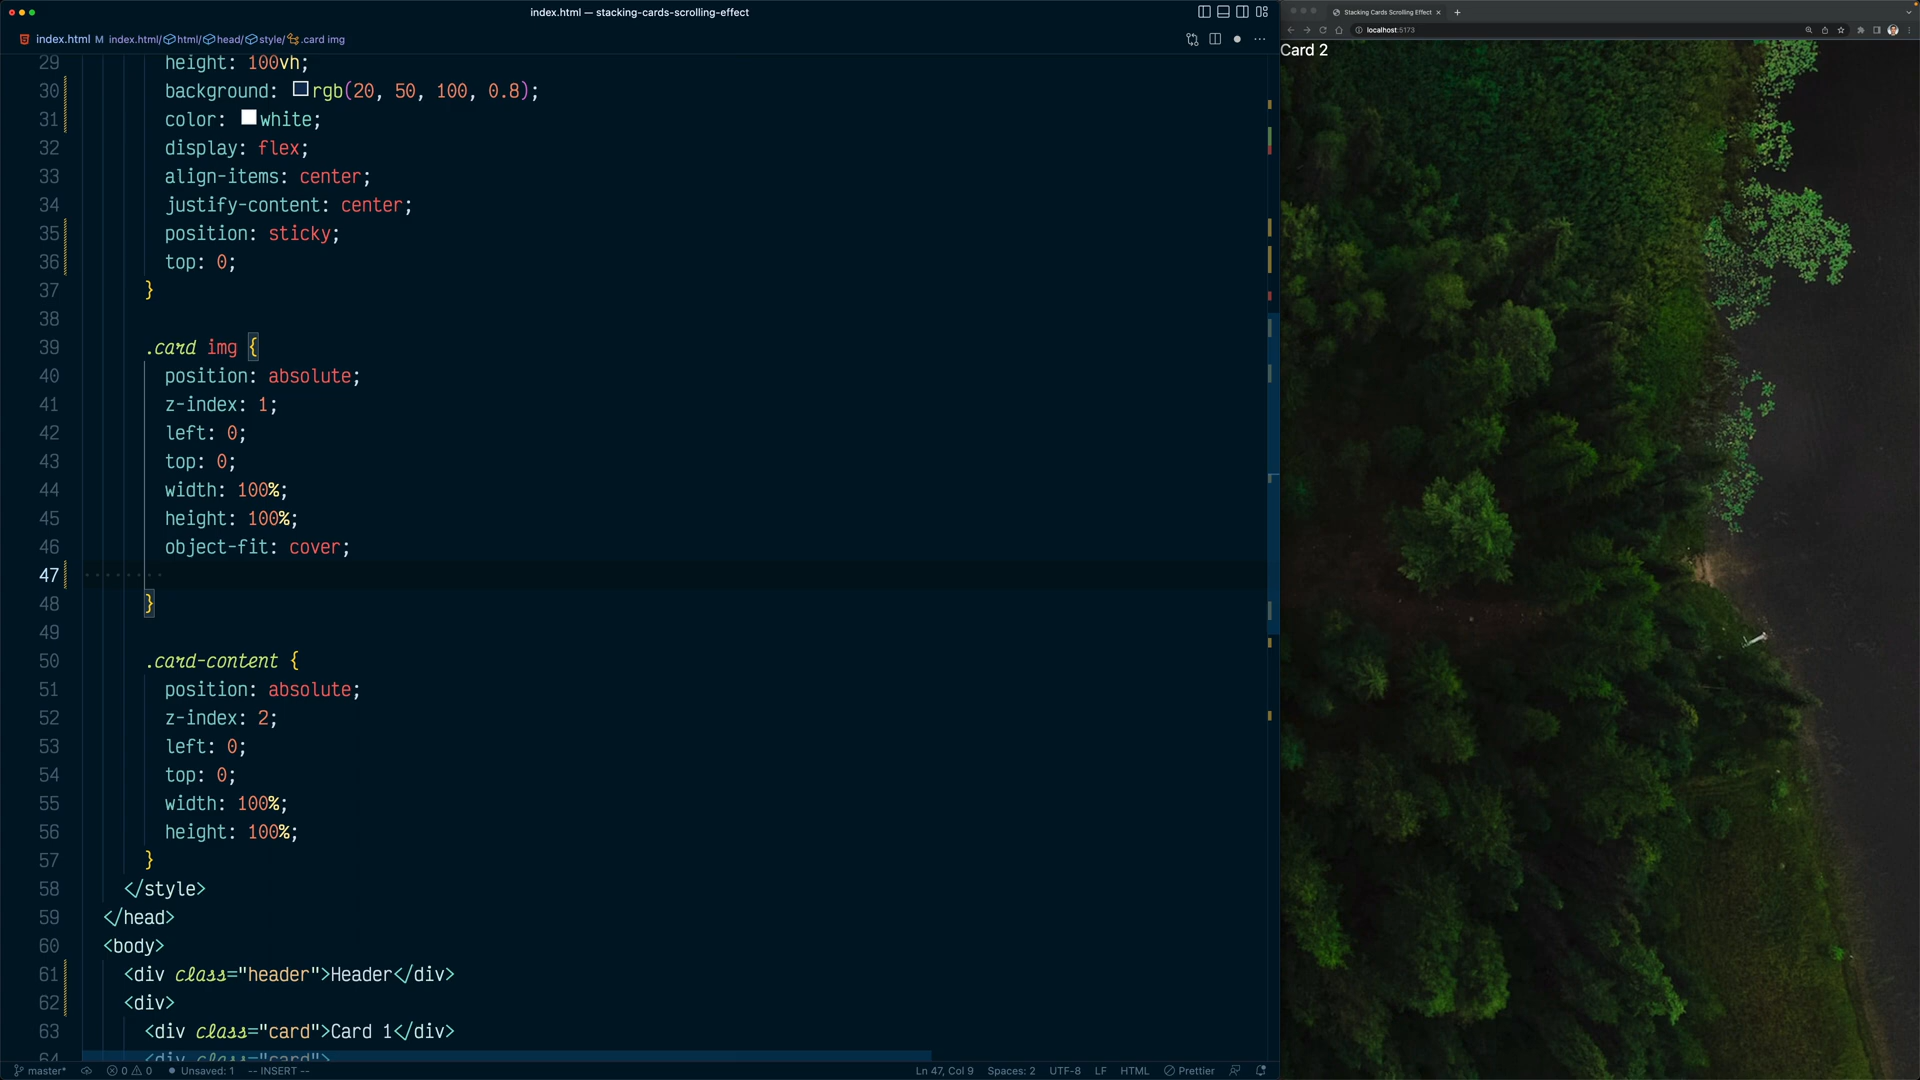 index.html — stacking-cards-scrolling-effect
index.html M index.html/html/head/style/.card img
29 height: 100vh;
30 background: rgb(20, 50, 100, 0.8);
31 color: white;
32 display: flex;
33 align-items: center;
34 justify-content: center;
35 position: sticky;
36 top: 0;
37 }
38
39 .card img {
40 position: absolute;
41 z-index: 1;
42 left: 0;
43 top: 0;
44 width: 100%;
45 height: 100%;
46 object-fit: cover;
47
48 }
49
50 .card-content {
51 position: absolute;
52 z-index: 2;
53 left: 0;
54 top: 0;
55 width: 100%;
56 height: 100%;
57 }
58 </style>
59 </head>
60 <body>
61 <div class="header">Header</div>
62 <div>
63 <div class="card">Card 1</div>
64 <div class="card">
master* 0 0 Unsaved: 1 -- INSERT --
Ln 47, Col 9 Spaces: 2 UTF-8 LF HTML Prettier
Stacking Cards Scrolling Effect
localhost:5173
Card 2